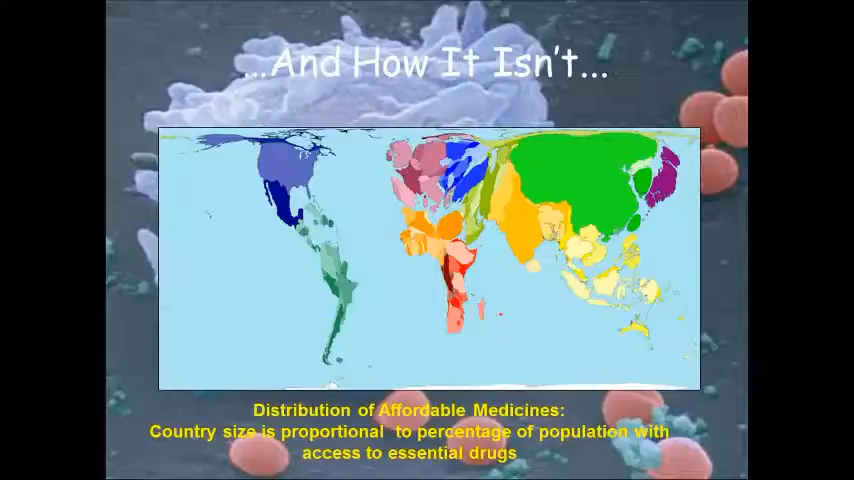 ...And How It Isn't...
Distribution of Affordable Medicines:
Country size is proportional to percentage of population with
access to essential drugs